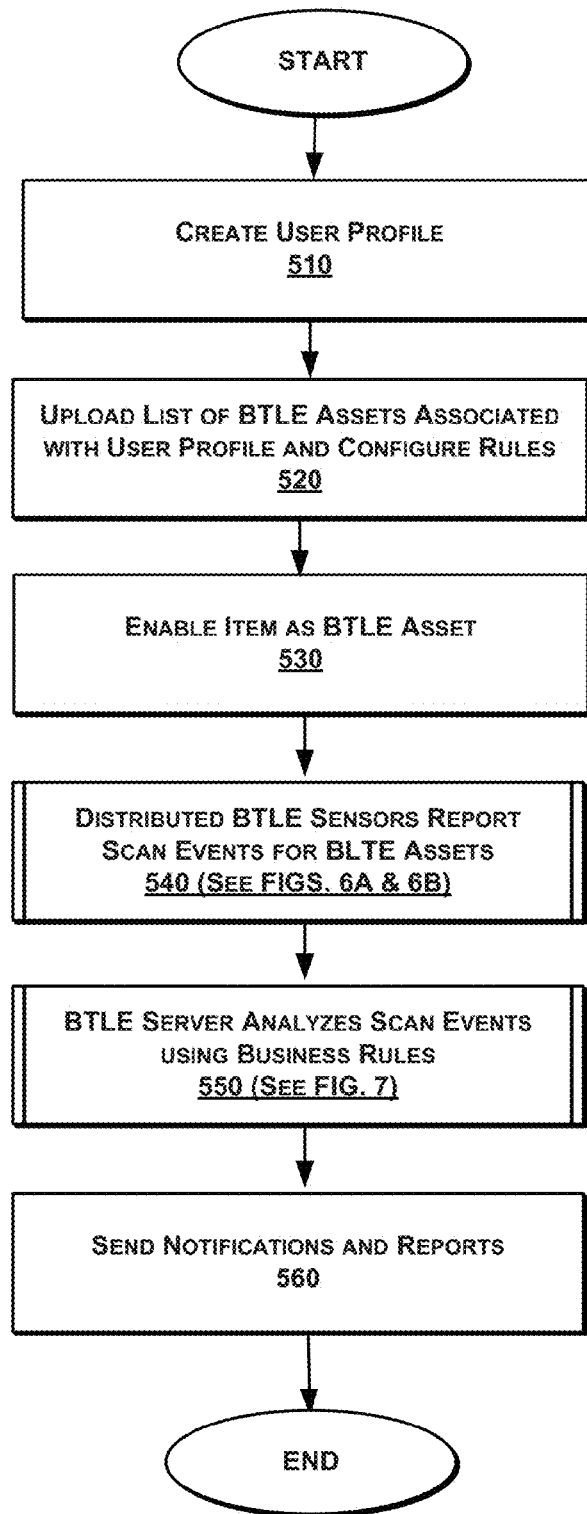 START
CREATE USER PROFILE
510
UPLOAD LIST OF BTLE ASSETS ASSOCIATED
WITH USER PROFILE AND CONFIGURE RULES
520
ENABLE ITEM AS BTLE ASSET
530
DISTRIBUTED BTLE SENSORS REPORT
SCAN EVENTS FOR BLTE ASSETS
540 (SEE FIGS. 6A & 6B)
BTLE SERVER ANALYZES SCAN EVENTS
USING BUSINESS RULES
550 (SEE FIG. 7)
SEND NOTIFICATIONS AND REPORTS
560
END